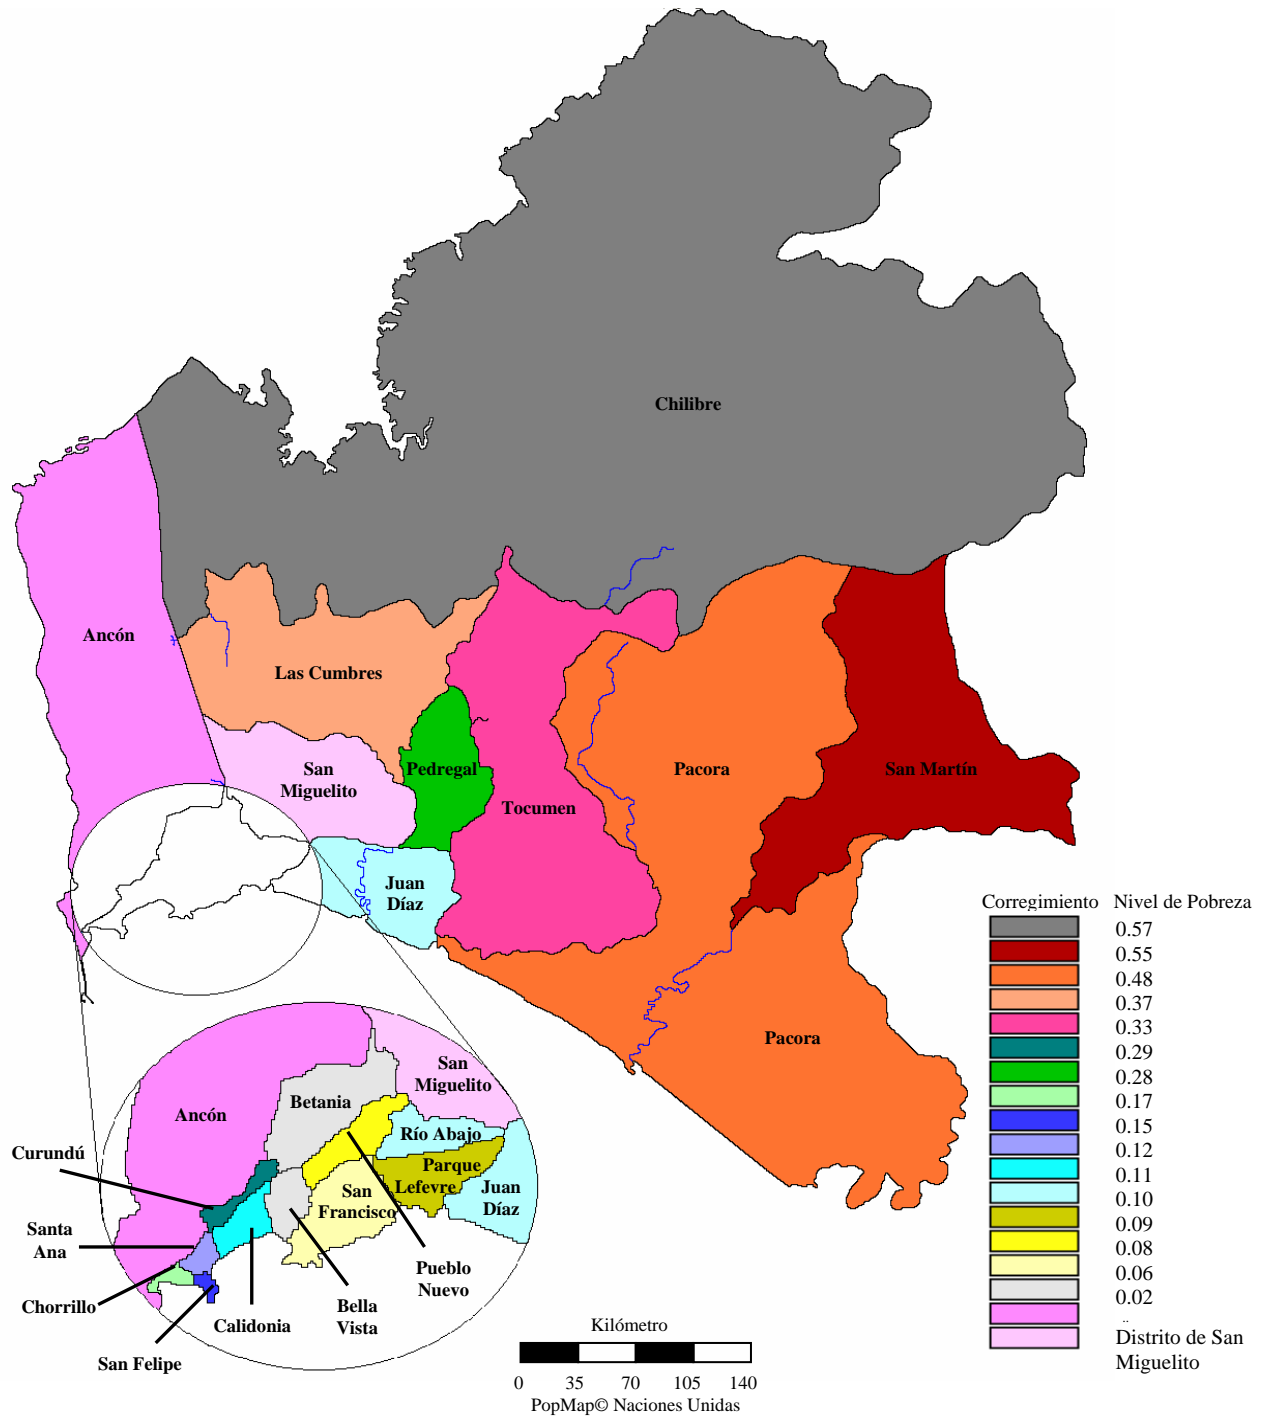 Chilibre
Ancón
Las Cumbres
San
Miguelito
Pedregal
Tocumen
Pacora
San Martín
Juan
Díaz
Pacora
Corregimiento Nivel de Pobreza
0.57
0.55
0.48
0.37
0.33
0.29
0.28
0.17
0.15
0.12
0.11
0.10
0.09
0.08
0.06
0.02
..
Distrito de San
Miguelito
San
Miguelito
Betania
Ancón
Río Abajo
Curundú
Parque
Lefevre
San
Francisco
Juan
Díaz
Santa
Ana
Pueblo
Nuevo
Chorrillo
Bella
Vista
Calidonia
San Felipe
Kilómetro
0 35 70 105 140
PopMap© Naciones Unidas